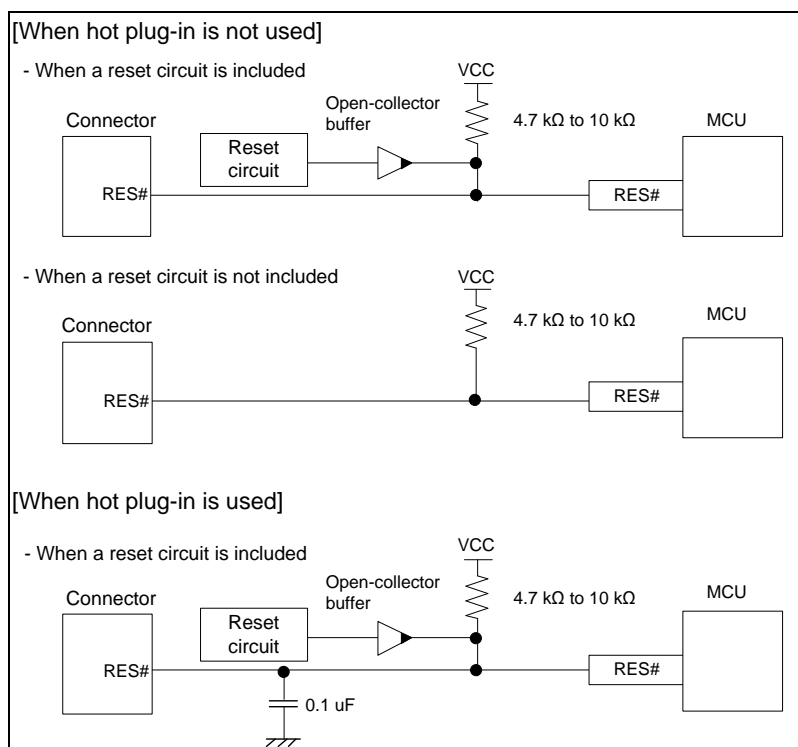 [When hot plug-in is not used]
- When a reset circuit is included
VCC
Open-collector
buffer
4.7 kΩ to 10 kΩ
Connector
MCU
Reset
circuit
RES#
RES#
- When a reset circuit is not included
VCC
4.7 kΩ to 10 kΩ
Connector
MCU
RES#
RES#
[When hot plug-in is used]
- When a reset circuit is included
VCC
Open-collector
buffer
4.7 kΩ to 10 kΩ
Connector
MCU
Reset
circuit
RES#
RES#
0.1 uF